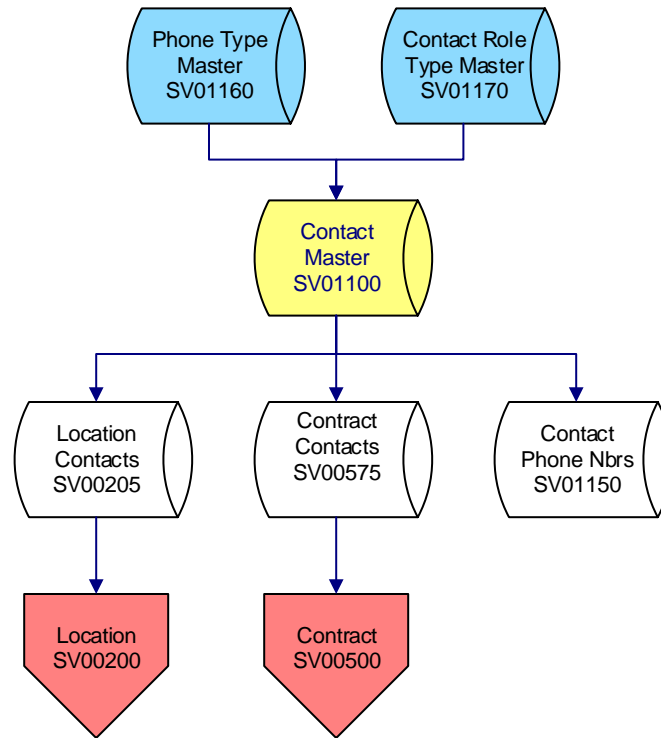 Phone Type
Master
SV01160
Contact Role
Type Master
SV01170
Contact
Master
SV01100
Location
Contacts
SV00205
Contract
Contacts
SV00575
Contact
Phone Nbrs
SV01150
Location
SV00200
Contract
SV00500